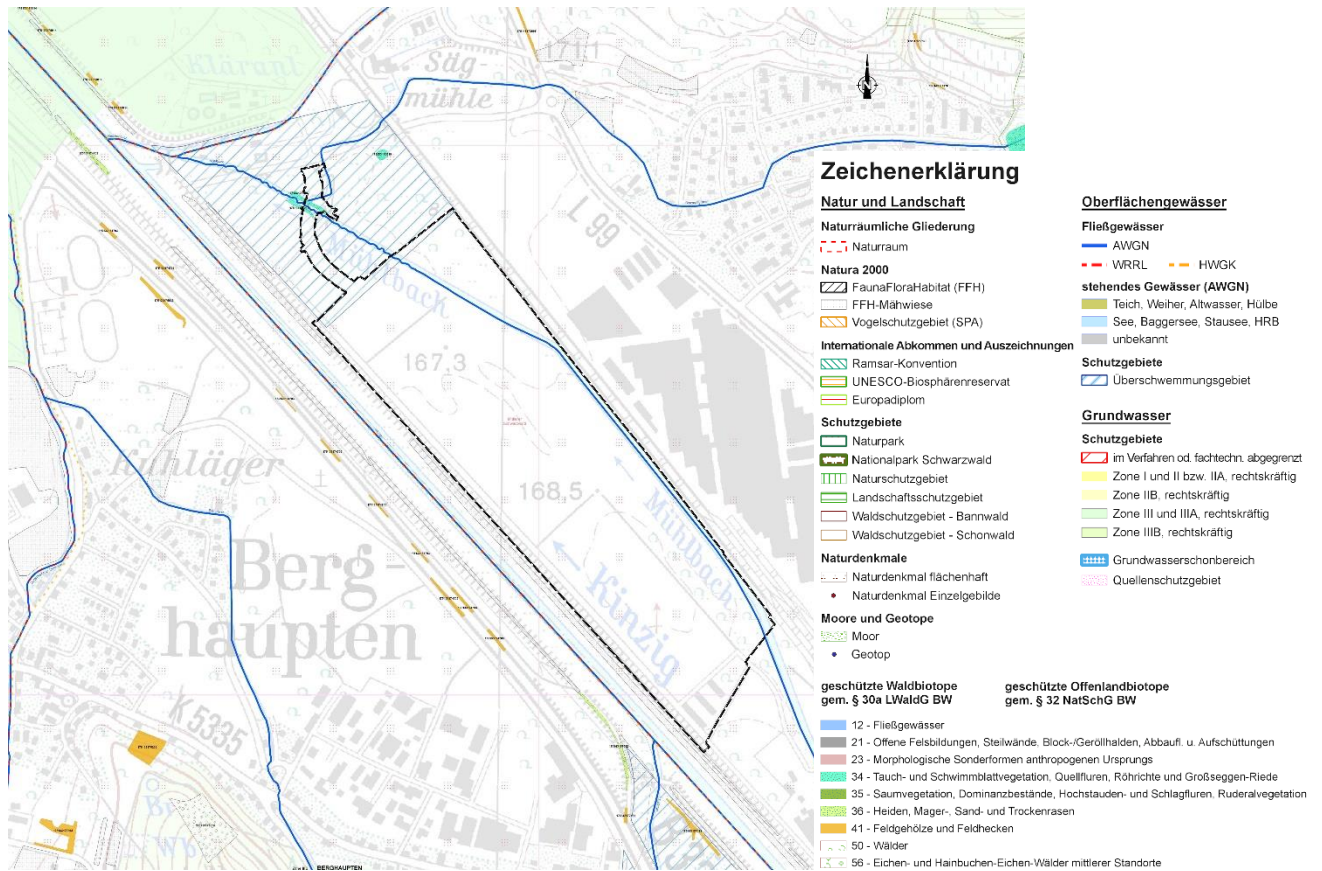 Kläranl
Säg-
mühle
171,1
L 99
Mühlbach
167,3
168,5
Mühlbach
Kinzig
Kuhläger
Berg
haupten
K 5335
BERGHAUPTEN
Zeichenerklärung
Natur und Landschaft
Naturräumliche Gliederung
Naturraum
Natura 2000
FaunaFloraHabitat (FFH)
FFH-Mähwiese
Vogelschutzgebiet (SPA)
Internationale Abkommen und Auszeichnungen
Ramsar-Konvention
UNESCO-Biosphärenreservat
Europadiplom
Schutzgebiete
Naturpark
Nationalpark Schwarzwald
Naturschutzgebiet
Landschaftsschutzgebiet
Waldschutzgebiet - Bannwald
Waldschutzgebiet - Schonwald
Naturdenkmale
Naturdenkmal flächenhaft
Naturdenkmal Einzelgebilde
Moore und Geotope
Moor
Geotop
Oberflächengewässer
Fließgewässer
AWGN
WRRL HWGK
stehendes Gewässer (AWGN)
Teich, Weiher, Altwasser, Hülbe
See, Baggersee, Stausee, HRB
unbekannt
Schutzgebiete
Überschwemmungsgebiet
Grundwasser
Schutzgebiete
im Verfahren od. fachtechn. abgegrenzt
Zone I und II bzw. IIA, rechtskräftig
Zone IIB, rechtskräftig
Zone III und IIIA, rechtskräftig
Zone IIIB, rechtskräftig
Grundwasserschonbereich
Quellenschutzgebiet
geschützte Waldbiotope
gem. § 30a LWaldG BW
geschützte Offenlandbiotope
gem. § 32 NatSchG BW
12 - Fließgewässer
21 - Offene Felsbildungen, Steilwände, Block-/Geröllhalden, Abbaufl. u. Aufschüttungen
23 - Morphologische Sonderformen anthropogenen Ursprungs
34 - Tauch- und Schwimmblattvegetation, Quellfluren, Röhrichte und Großseggen-Riede
35 - Saumvegetation, Dominanzbestände, Hochstauden- und Schlagfluren, Ruderalvegetation
36 - Heiden, Mager-, Sand- und Trockenrasen
41 - Feldgehölze und Feldhecken
50 - Wälder
56 - Eichen- und Hainbuchen-Eichen-Wälder mittlerer Standorte